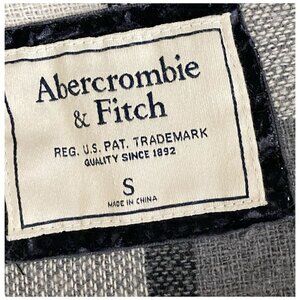 Abercrombie
& Fitch
REG. U.S. PAT. TRADEMARK
QUALITY SINCE 1892
S
MADE IN CHINA